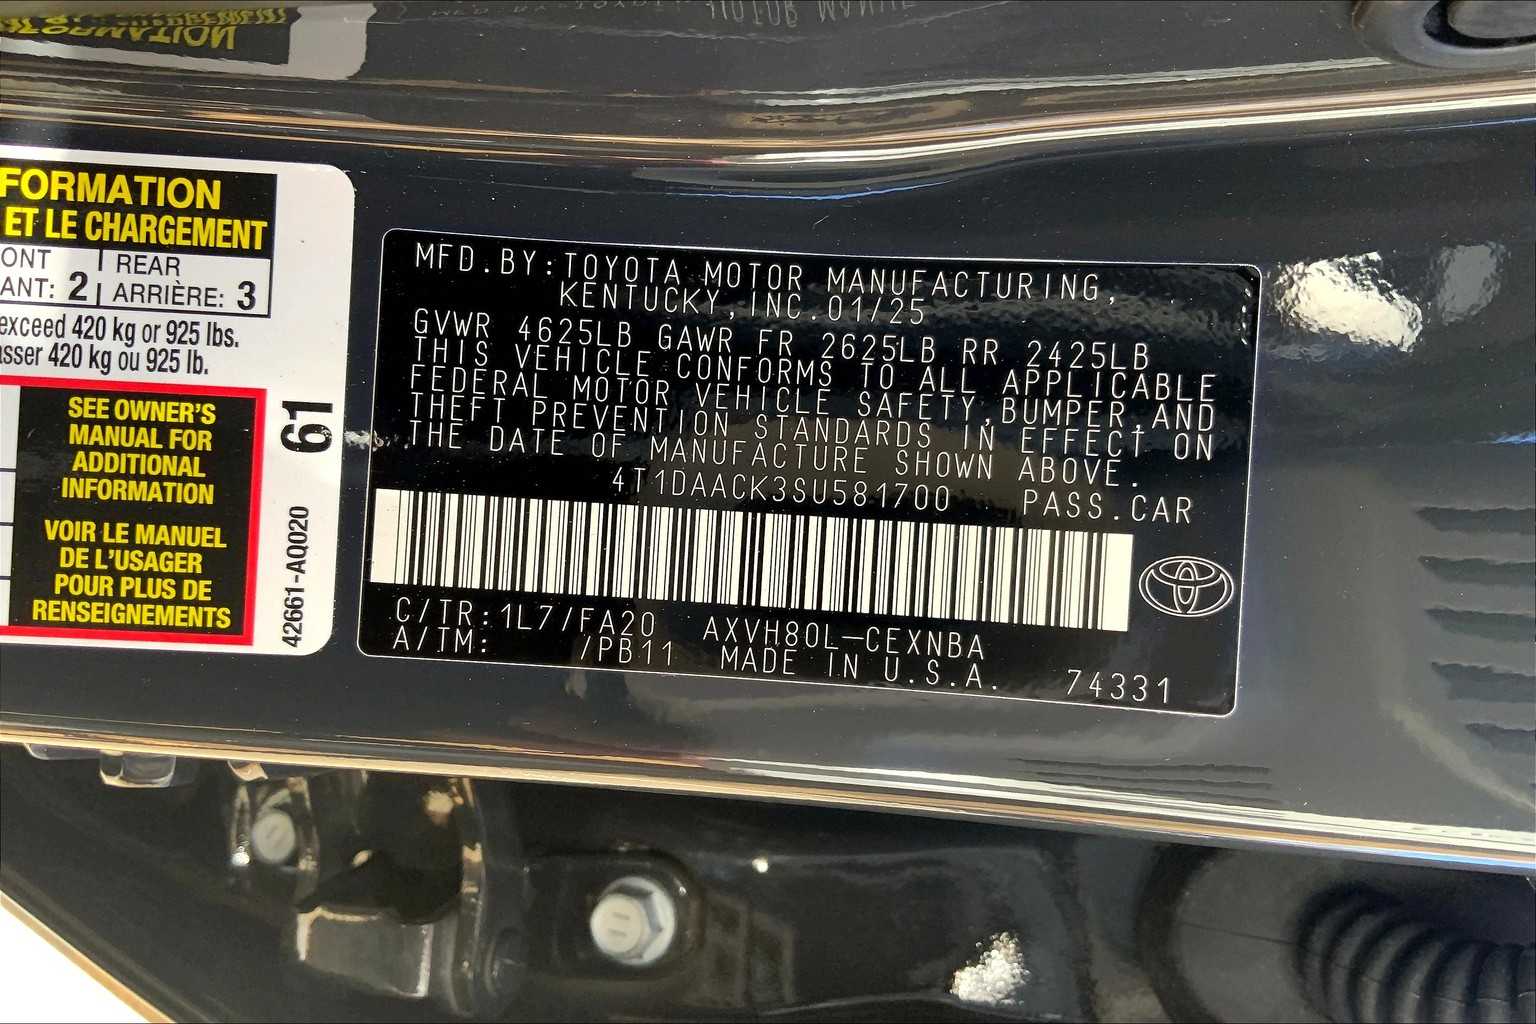 FORMATION
ET LE CHARGEMENT
ONT
ANT: 2
REAR
ARRIÈRE: 3
exceed 420 kg or 925 lbs.
asser 420 kg ou 925 lb.
SEE OWNER'S
MANUAL FOR
ADDITIONAL
INFORMATION
VOIR LE MANUEL
DE L'USAGER
POUR PLUS DE
RENSEIGNEMENTS
61
42661-AQ020
MFD.BY:TOYOTA MOTOR MANUFACTURING,
KENTUCKY,INC.01/25
GVWR 4625LB GAWR FR 2625LB RR 2425LB
THIS VEHICLE CONFORMS TO ALL APPLICABLE
FEDERAL MOTOR VEHICLE SAFETY,BUMPER,AND
THEFT PREVENTION STANDARDS IN EFFECT ON
THE DATE OF MANUFACTURE SHOWN ABOVE.
4T1DAACK3SU581700 PASS.CAR
C/TR:1L7/FA20 AXVH80L-CEXNBA
A/TM: /PB11 MADE IN U.S.A. 74331